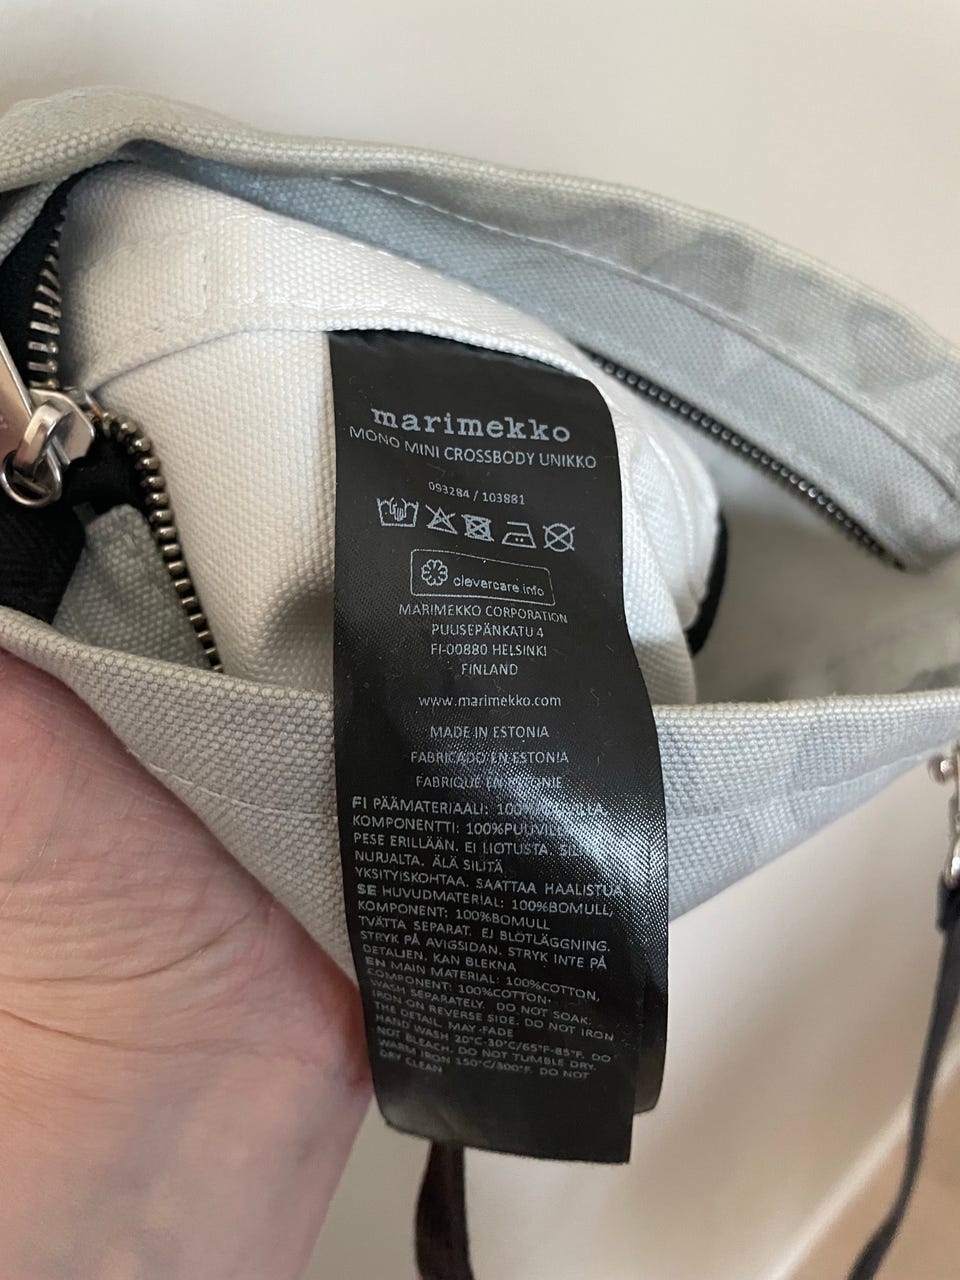 marimekko
MONO MINI CROSSBODY UNIKKO
093284 / 103881
clevercare.info
MARIMEKKO CORPORATION
PUUSEPÄNKATU 4
FI-00880 HELSINKI
FINLAND
www.marimekko.com
MADE IN ESTONIA
FABRICADO EN ESTONIA
FABRIQUÉ EN ESTONIE
FI PÄÄMATERIAALI:
KOMPONENTTI:
PESE ERILLÄÄN. EI LIOTUSTA.
NURJALTA. ÄLÄ SILITÄ
YKSITYISKOHTAA. SAATTAA HAALISTUA
SE HUVUDMATERIAL: 100%BOMULL,
KOMPONENT: 100%BOMULL
TVÄTTA SEPARAT. EJ BLÖTLÄGGNING.
STRYK PÅ AVIGSIDAN. STRYK INTE PÅ
DETALJEN. KAN BLEKNA
EN MAIN MATERIAL: 100%COTTON,
COMPONENT: 100%COTTON.
WASH SEPARATELY. DO NOT SOAK.
IRON ON REVERSE SIDE. DO NOT IRON
THE DETAIL. MAY FADE
HAND WASH 20°C-30°C/65°F-85°F. DO
NOT BLEACH. DO NOT TUMBLE DRY.
WARM IRON 150°C/300°F. DO NOT
DRY CLEAN